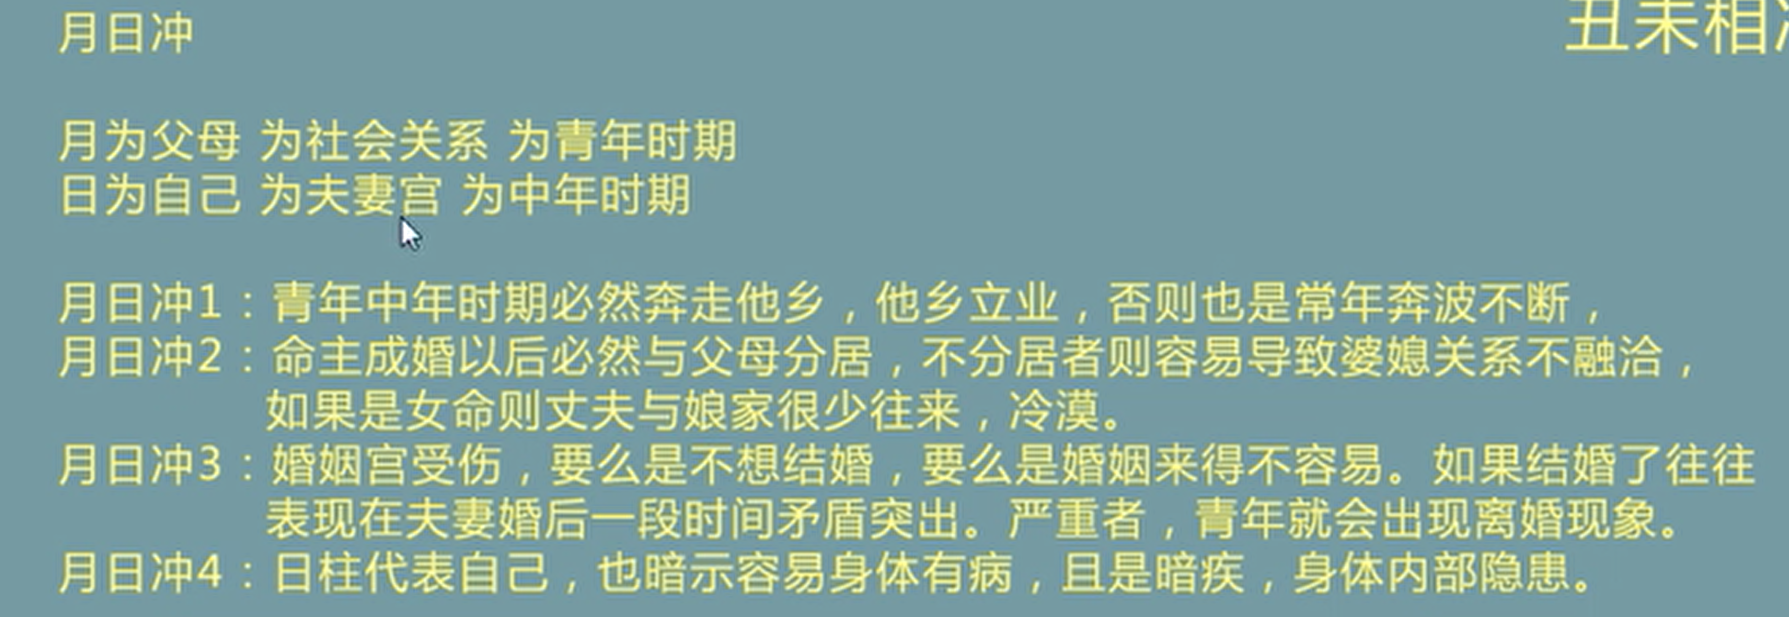 月日冲
丑未相
月为父母 为社会关系 为青年时期
日为自己 为夫妻宫 为中年时期
月日冲1：青年中年时期必然奔走他乡，他乡立业，否则也是常年奔波不断，
月日冲2：命主成婚以后必然与父母分居，不分居者则容易导致婆媳关系不融洽，
如果是女命则丈夫与娘家很少往来，冷漠。
月日冲3：婚姻宫受伤，要么是不想结婚，要么是婚姻来得不容易。如果结婚了往往
表现在夫妻婚后一段时间矛盾突出。严重者，青年就会出现离婚现象。
月日冲4：日柱代表自己，也暗示容易身体有病，且是暗疾，身体内部隐患。